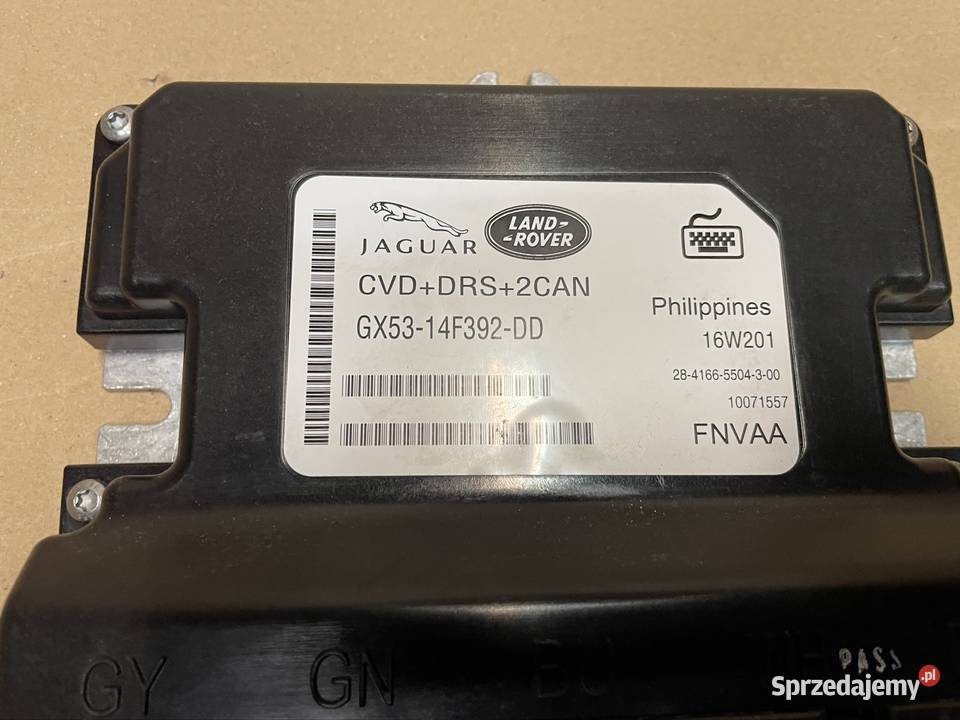 JAGUAR
LAND-
-ROVER
CVD+DRS+2CAN
GX53-14F392-DD
Philippines
16W201
28-4166-5504-3-00
10071557
FNVAA
GY
GN
PASS
Sprzedajemy.pl